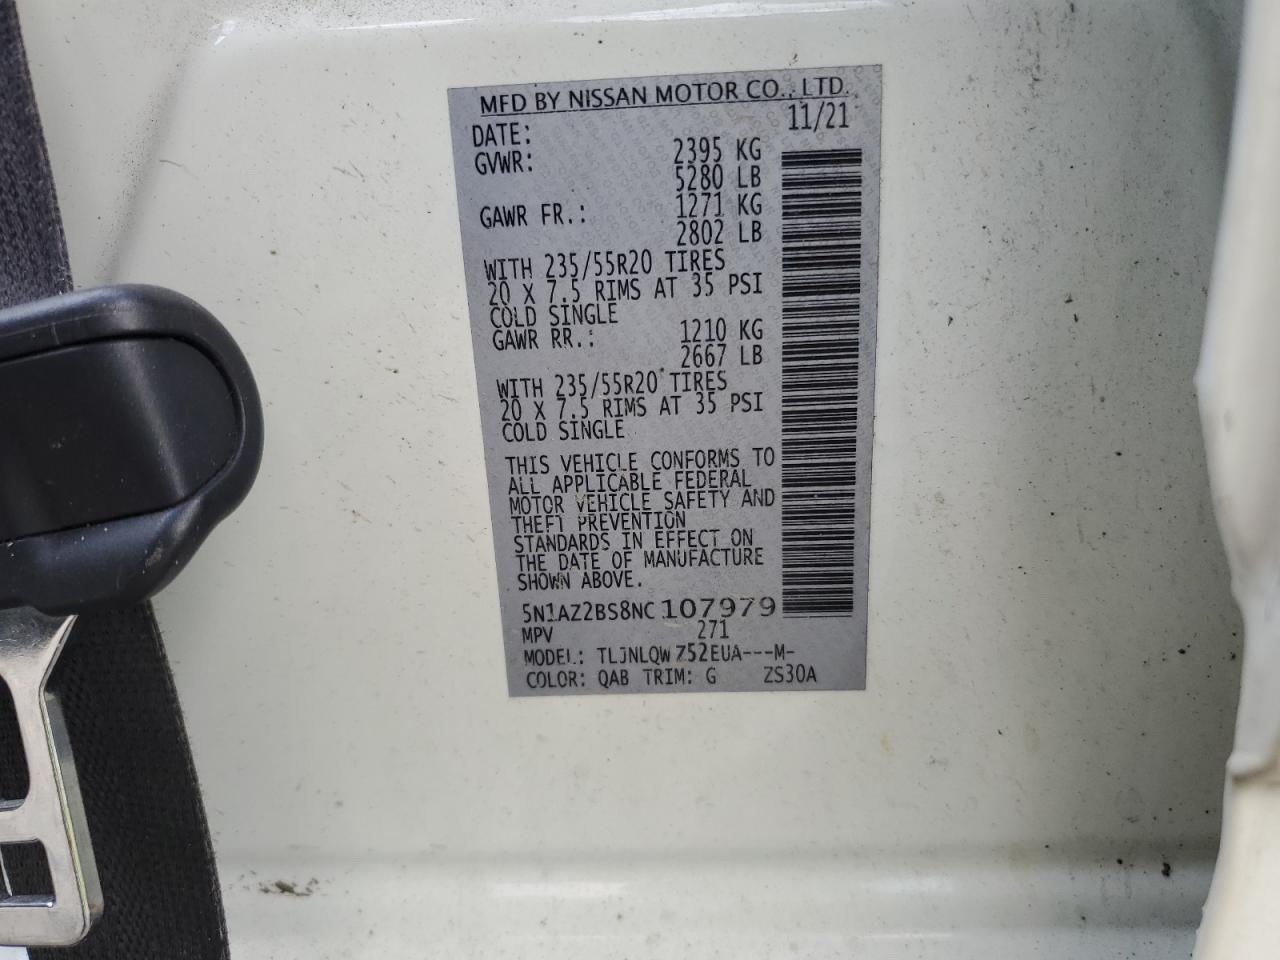 MFD BY NISSAN MOTOR CO., LTD.
DATE: 11/21
GVWR: 2395 KG
5280 LB
GAWR FR.: 1271 KG
2802 LB
WITH 235/55R20 TIRES
20 X 7.5 RIMS AT 35 PSI
COLD SINGLE
GAWR RR.: 1210 KG
2667 LB
WITH 235/55R20 TIRES
20 X 7.5 RIMS AT 35 PSI
COLD SINGLE
THIS VEHICLE CONFORMS TO
ALL APPLICABLE FEDERAL
MOTOR VEHICLE SAFETY AND
THEFT PREVENTION
STANDARDS IN EFFECT ON
THE DATE OF MANUFACTURE
SHOWN ABOVE.
5N1AZ2BS8NC107979
MPV 271
MODEL: TLJNLQWZ52EUA---M-
COLOR: QAB TRIM: G ZS30A